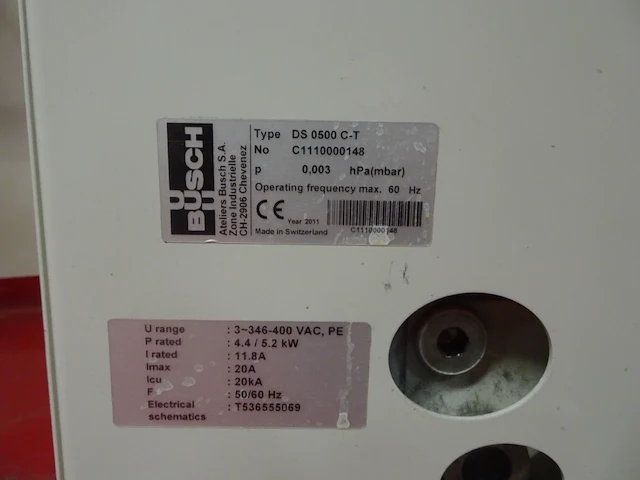 BUSCH
Ateliers Busch S.A.
Zone Industrielle
CH-2906 Chevenez
Type DS 0500 C-T
No C1110000148
p 0,003 hPa(mbar)
Operating frequency max. 60 Hz
CE Year 2011
Made in Switzerland C1110000148
U range : 3~346-400 VAC, PE
P rated : 4.4 / 5.2 kW
I rated : 11.8A
Imax : 20A
Icu : 20kA
F : 50/60 Hz
Electrical : T536555069
schematics